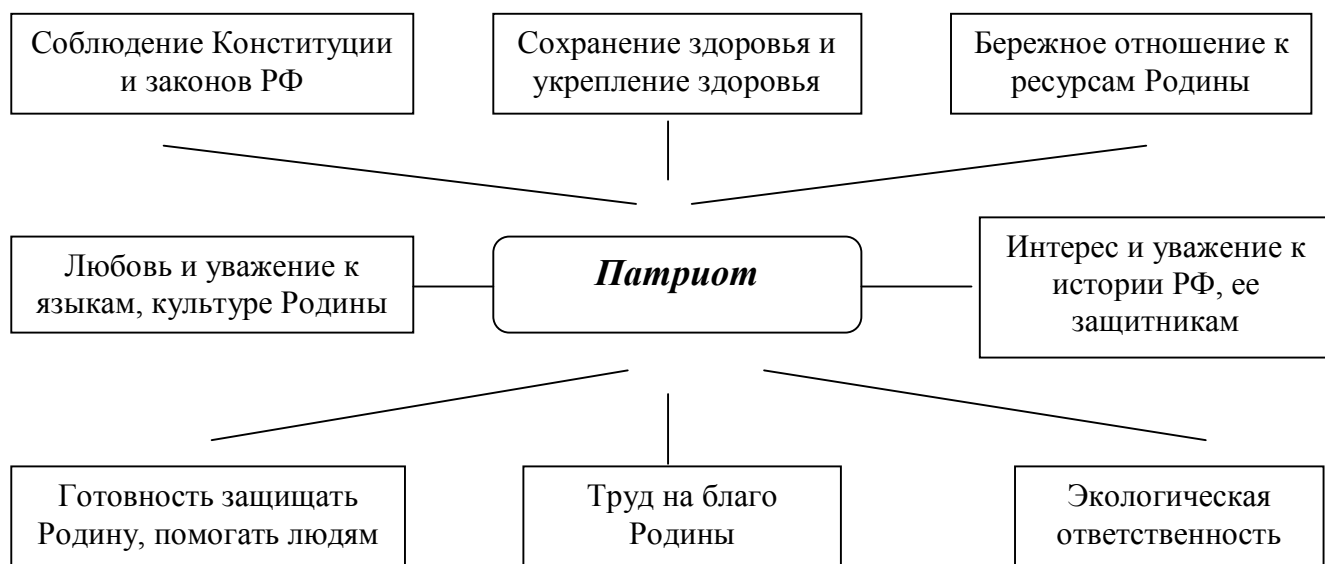 Соблюдение Конституции
и законов РФ
Сохранение здоровья и
укрепление здоровья
Бережное отношение к
ресурсам Родины
Любовь и уважение к
языкам, культуре Родины
Патриот
Интерес и уважение к
истории РФ, ее
защитникам
Готовность защищать
Родину, помогать людям
Труд на благо
Родины
Экологическая
ответственность